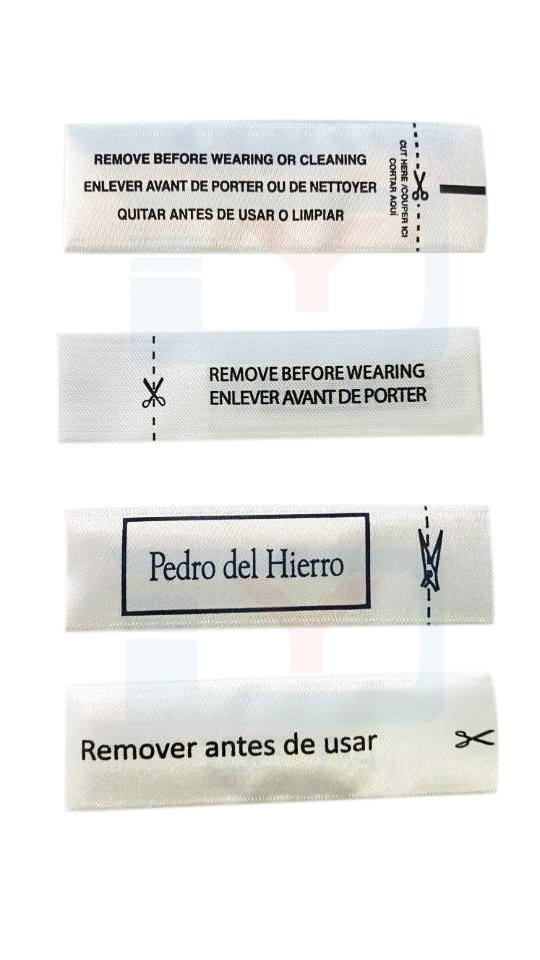 REMOVE BEFORE WEARING OR CLEANING
ENLEVER AVANT DE PORTER OU DE NETTOYER
QUITAR ANTES DE USAR O LIMPIAR
CUT HERE /COUPER ICI
CORTAR AQUÍ
REMOVE BEFORE WEARING
ENLEVER AVANT DE PORTER
Pedro del Hierro
Remover antes de usar